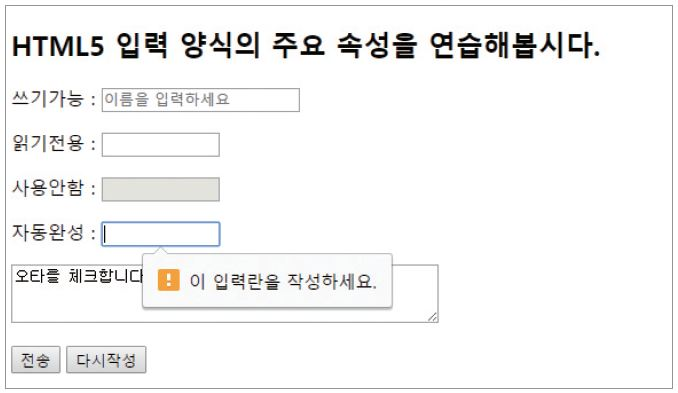 HTML5 입력 양식의 주요 속성을 연습해봅시다.
쓰기가능 : 이름을 입력하세요
읽기전용 :
사용안함 :
자동완성 :
이 입력란을 작성하세요.
오타를 체크합니다
전송 다시작성